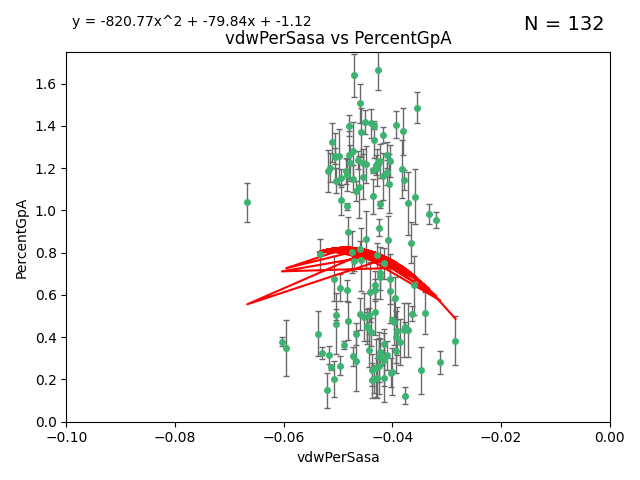 y = -820.77x^2 + -79.84x + -1.12
N = 132
vdwPerSasa vs PercentGpA
PercentGpA
1.6
1.4
1.2
1.0
0.8
0.6
0.4
0.2
0.0
−0.10 −0.08 −0.06 −0.04 −0.02 0.00
vdwPerSasa